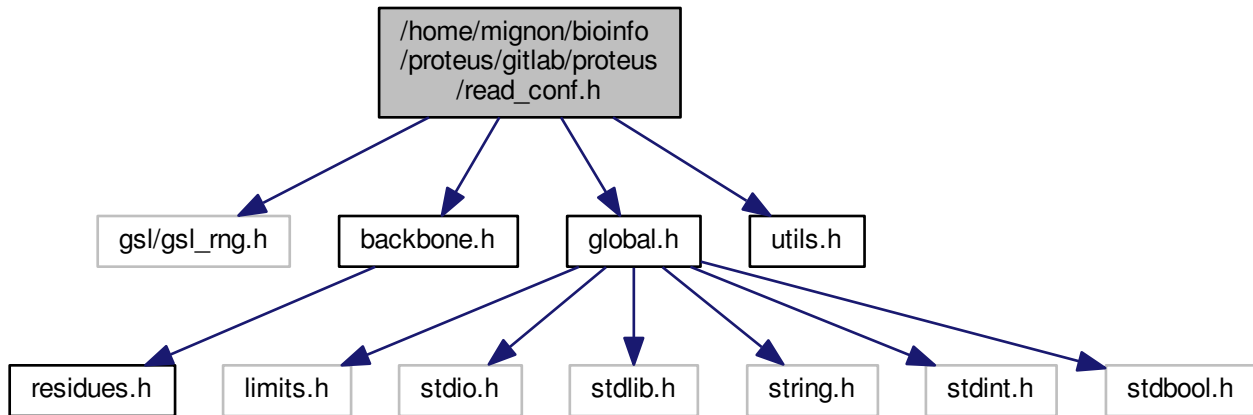 /home/mignon/bioinfo
/proteus/gitlab/proteus
/read_conf.h
gsl/gsl_rng.h
backbone.h
global.h
utils.h
residues.h
limits.h
stdio.h
stdlib.h
string.h
stdint.h
stdbool.h